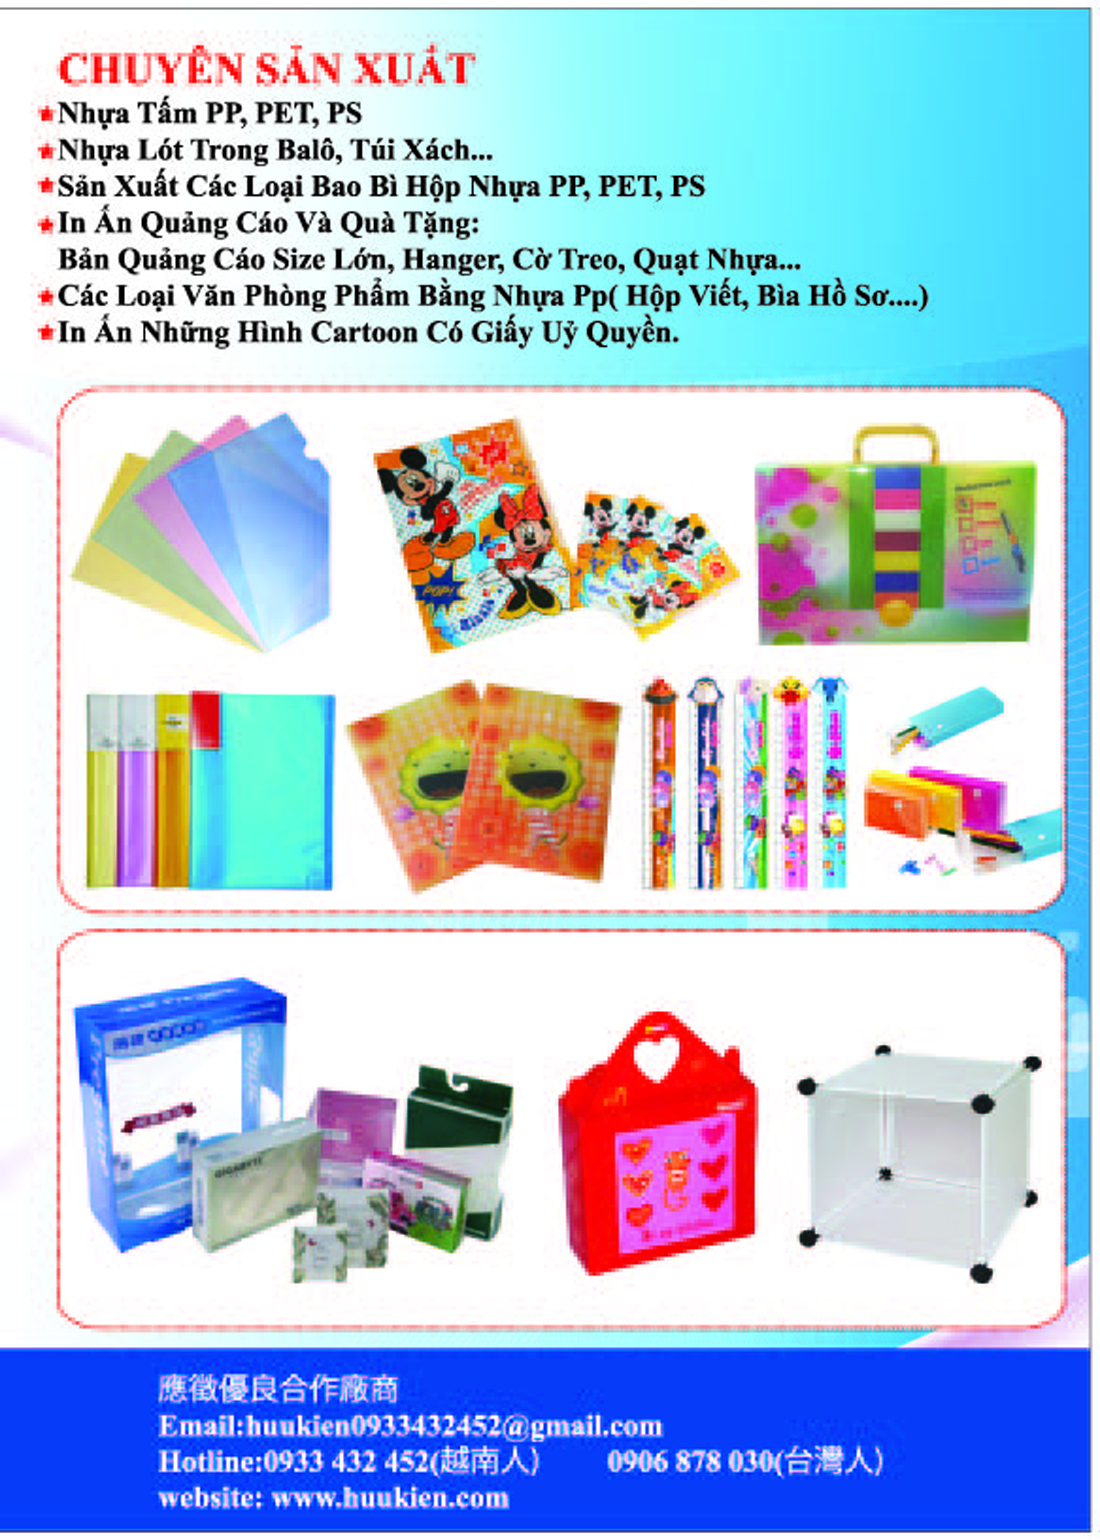 CHUYÊN SẢN XUẤT
Nhựa Tấm PP, PET, PS
Nhựa Lót Trong Balô, Túi Xách...
Sản Xuất Các Loại Bao Bì Hộp Nhựa PP, PET, PS
In Ấn Quảng Cáo Và Quà Tặng:
Bản Quảng Cáo Size Lớn, Hanger, Cờ Treo, Quạt Nhựa...
Các Loại Văn Phòng Phẩm Bằng Nhựa Pp( Hộp Viết, Bìa Hồ Sơ....)
In Ấn Những Hình Cartoon Có Giấy Uỷ Quyền.
POP!
GIGABYTE
應徵優良合作廠商
Email:huukien0933432452@gmail.com
Hotline:0933 432 452(越南人) 0906 878 030(台灣人)
website: www.huukien.com